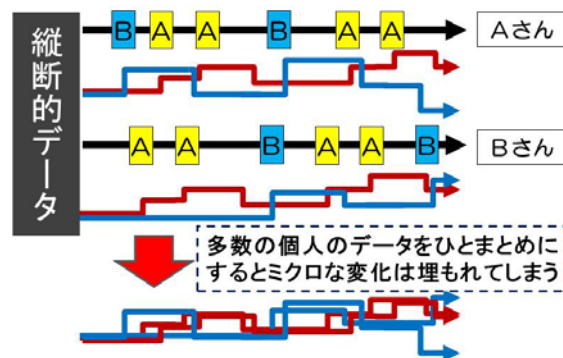 縦断的データ
B A A B A A
Aさん
A A B A A B
Bさん
多数の個人のデータをひとまとめに
するとミクロな変化は埋もれてしまう